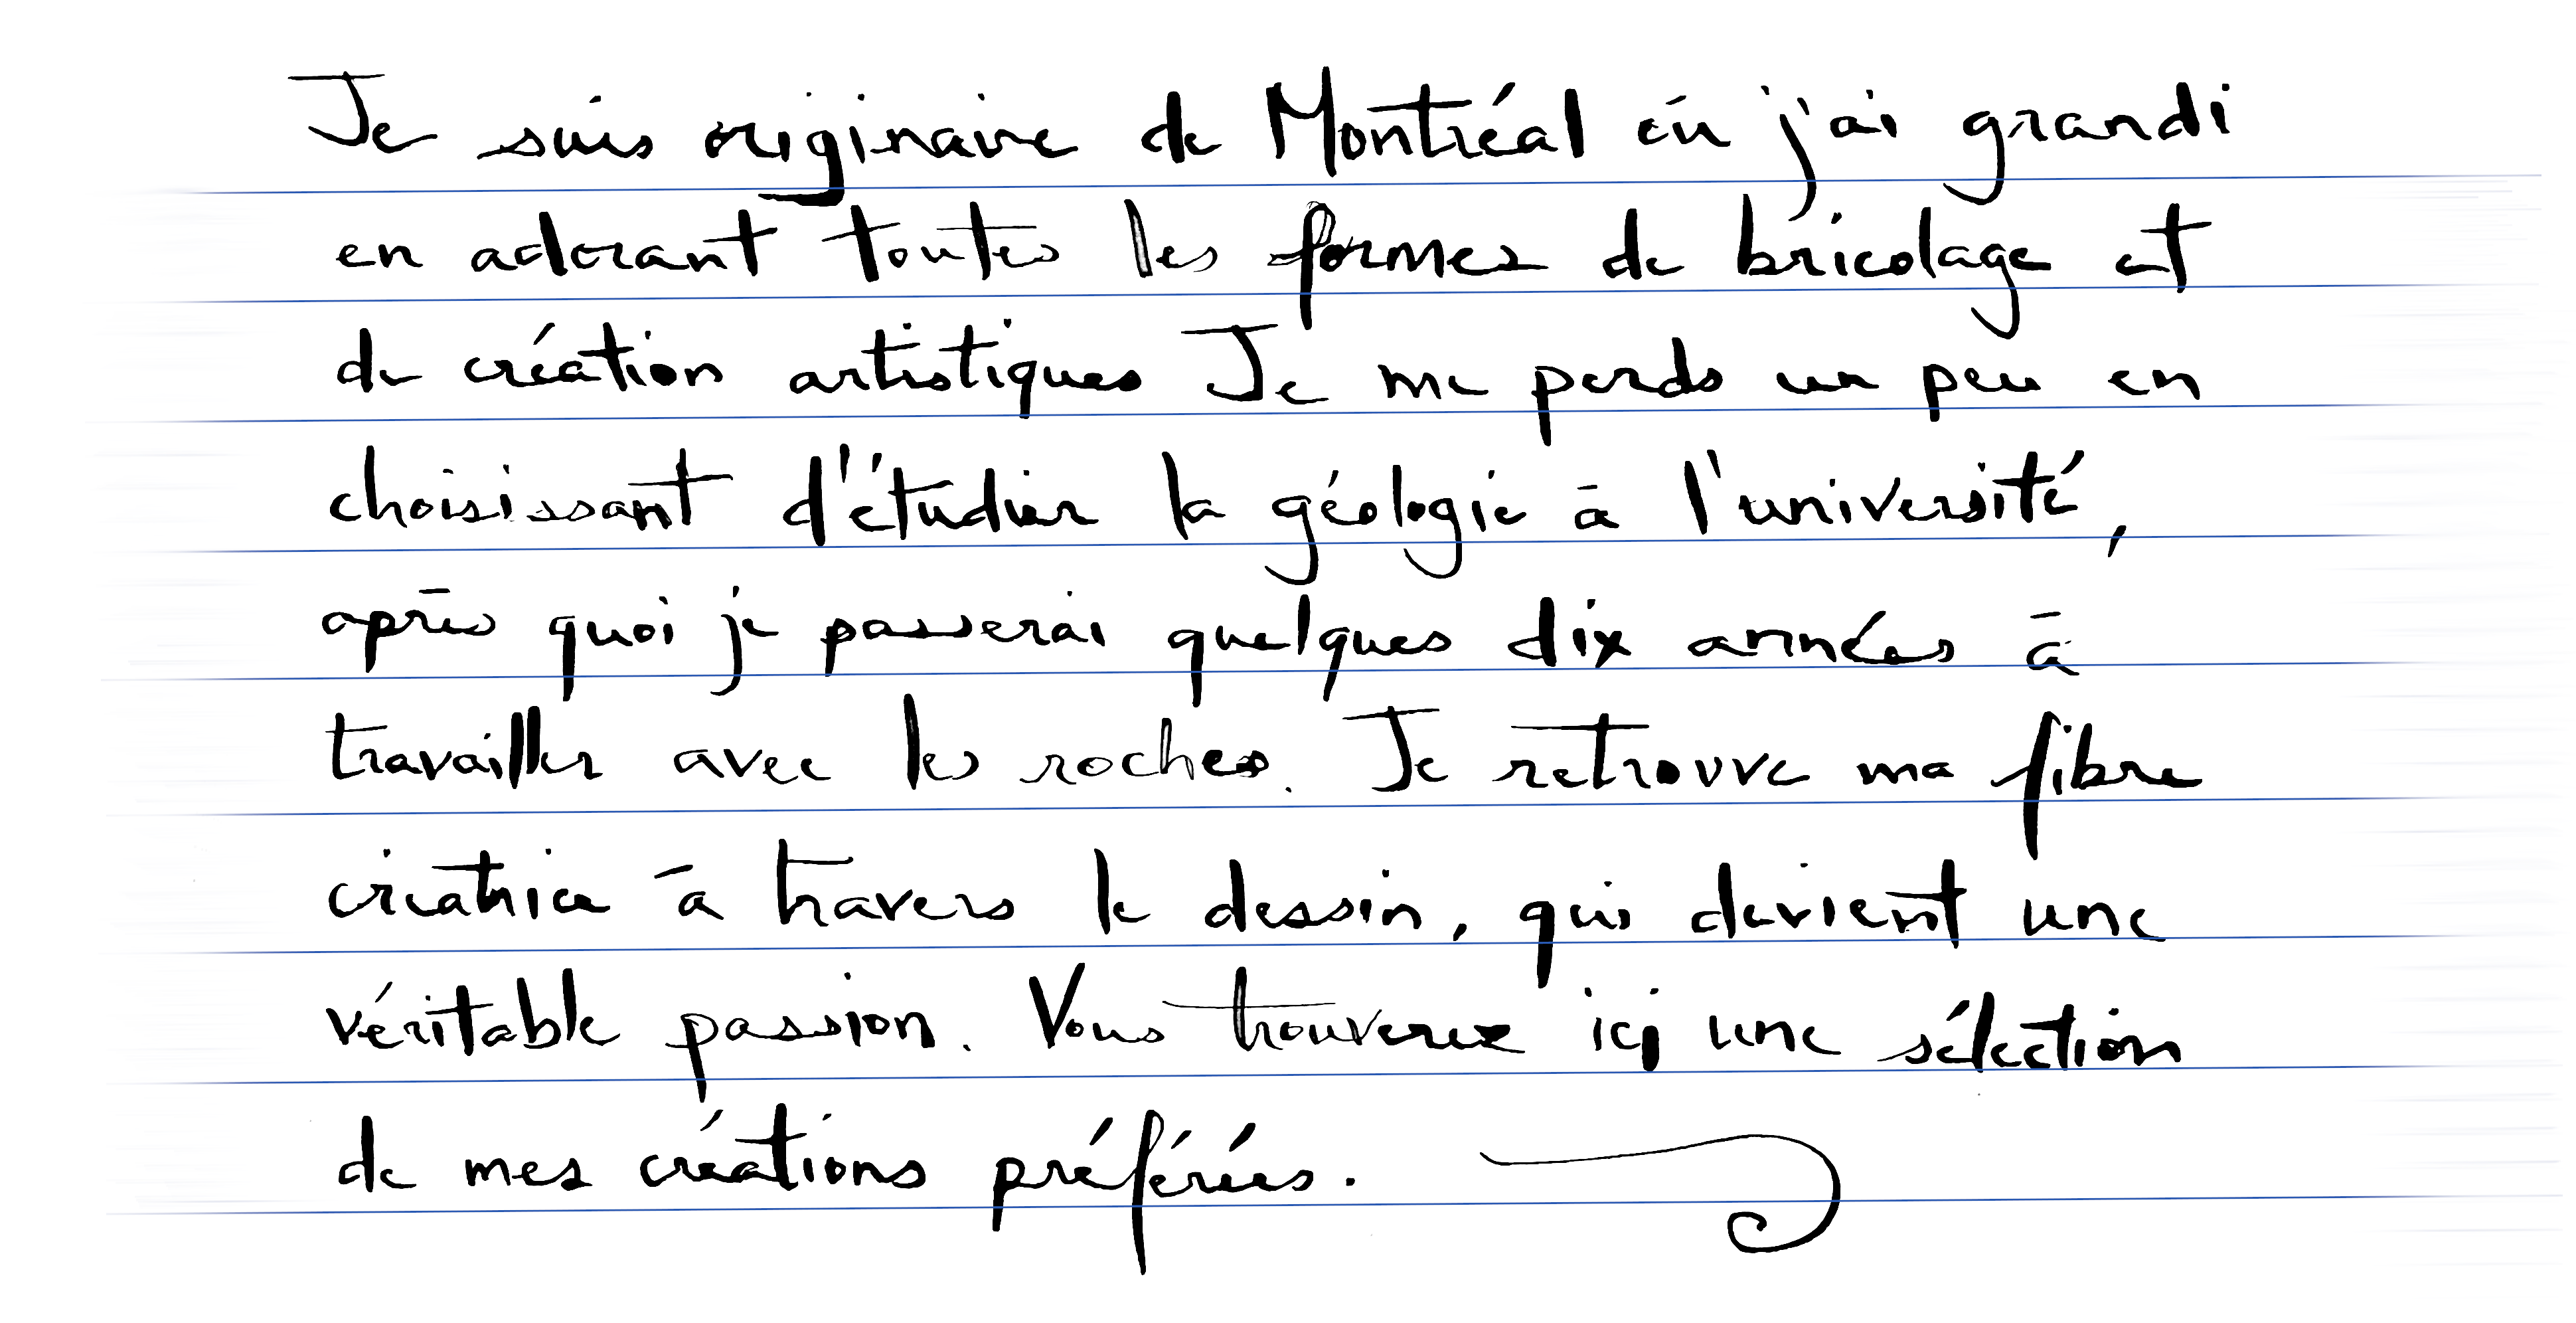 Je suis originaire de Montréal où j'ai grandi
en adorant toutes les formes de bricolage et
de création artistiques Je me perds un peu en
choisissant d'étudier la géologie à l'université,
après quoi je passerai quelques dix années à
travailler avec les roches. Je retrouve ma fibre
créatrice à travers le dessin, qui devient une
véritable passion. Vous trouverez ici une sélection
de mes créations préférées.